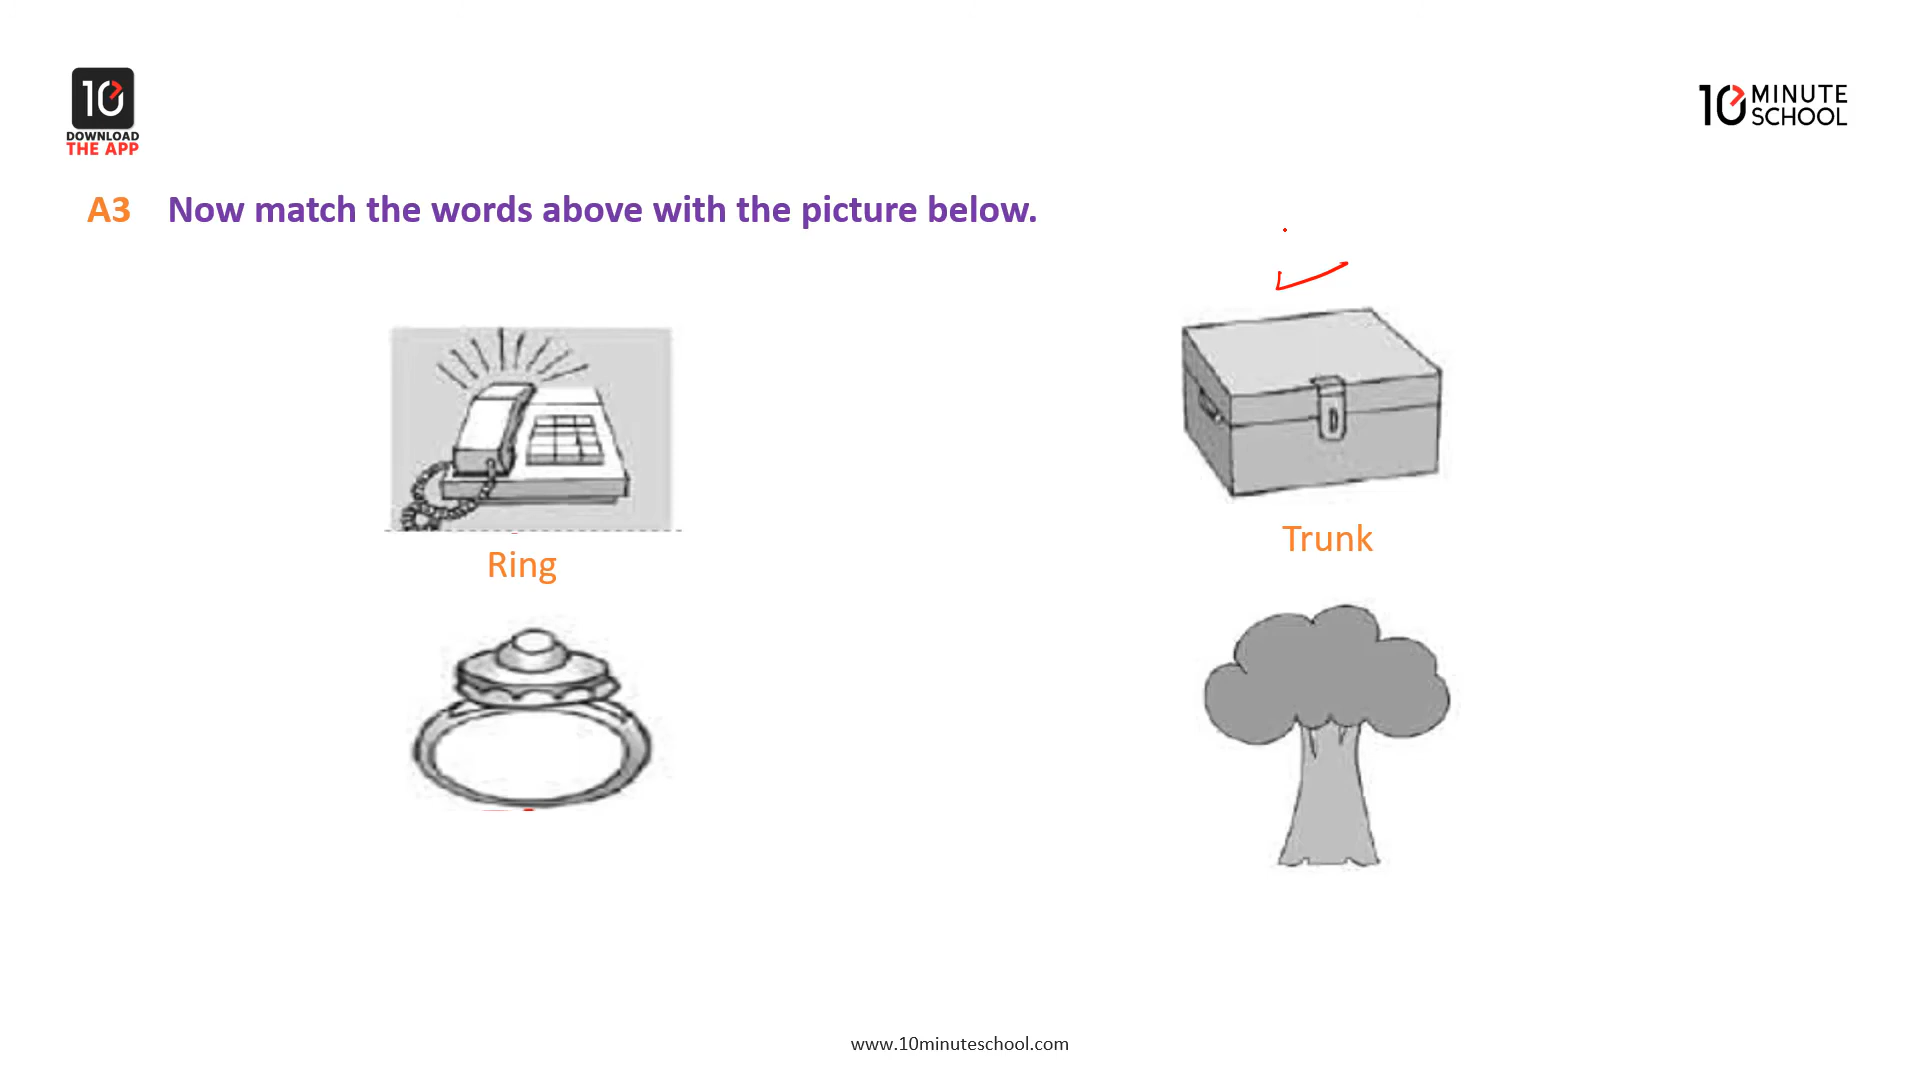 10
DOWNLOAD
THE APP
10 MINUTE
SCHOOL
A3 Now match the words above with the picture below.
Ring
Trunk
www.10minuteschool.com